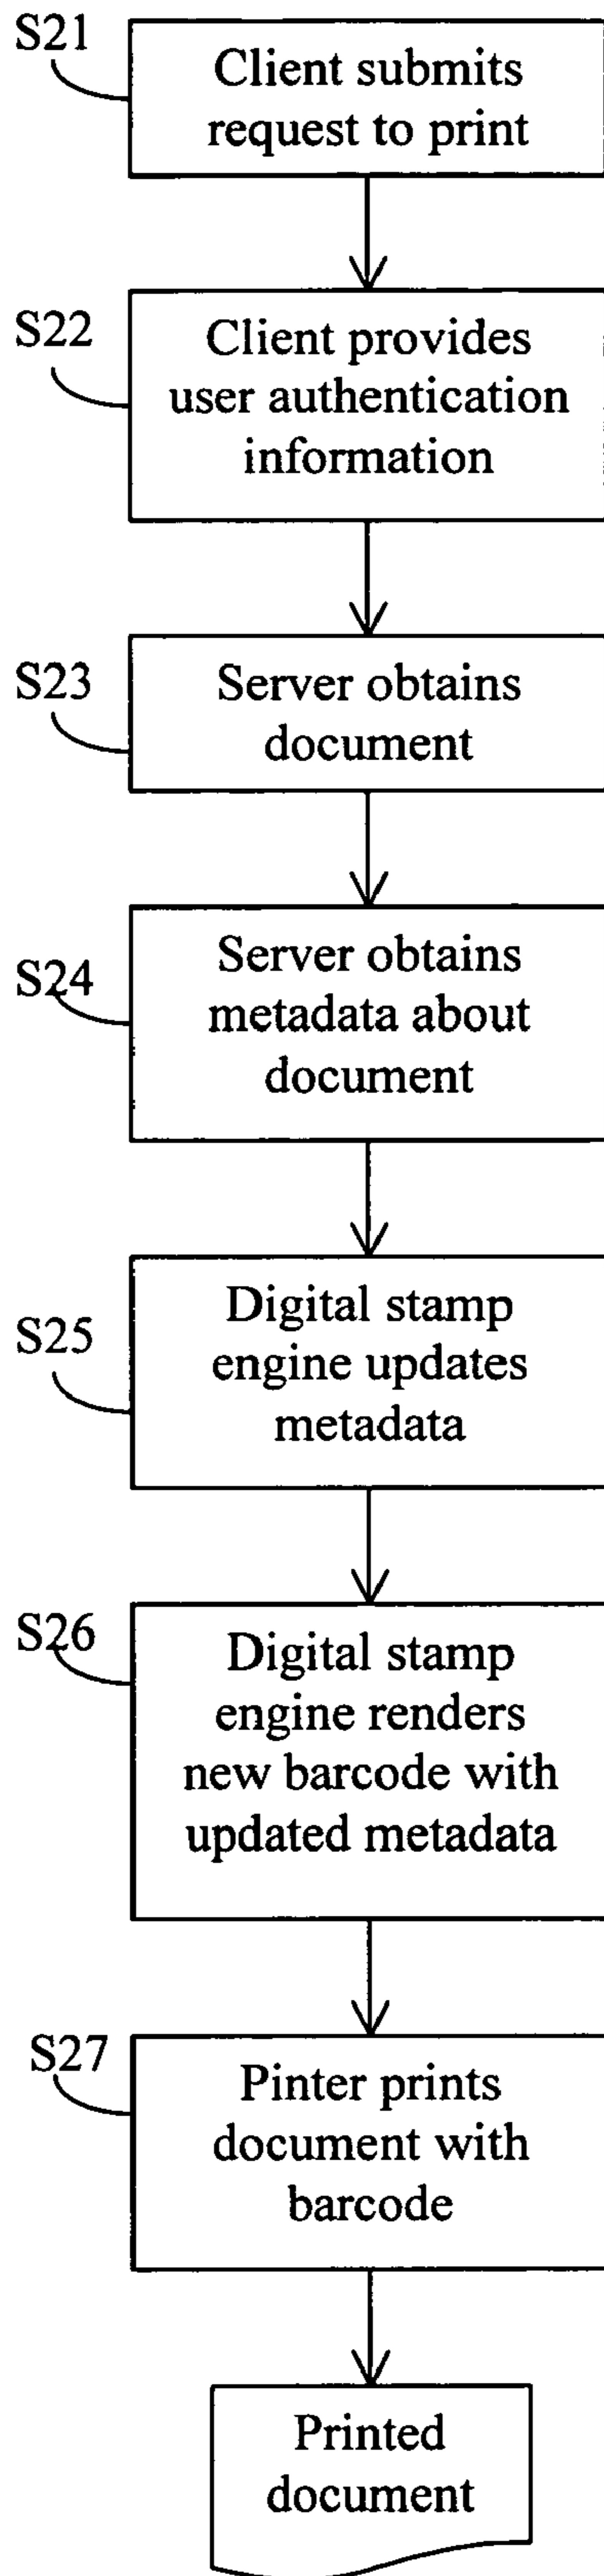 S21
Client submits
request to print
S22
Client provides
user authentication
information
S23
Server obtains
document
S24
Server obtains
metadata about
document
S25
Digital stamp
engine updates
metadata
S26
Digital stamp
engine renders
new barcode with
updated metadata
S27
Pinter prints
document with
barcode
Printed
document